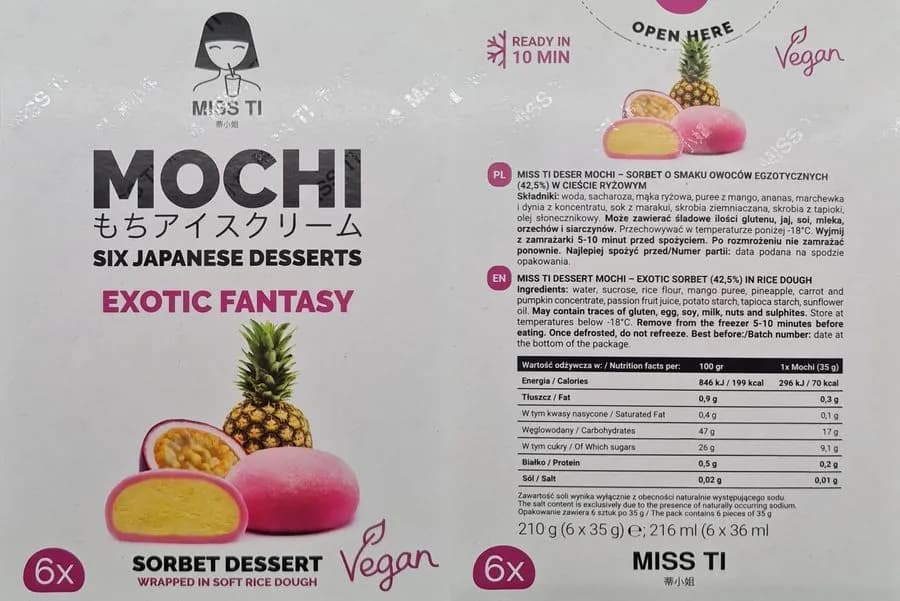 MISS TI
蒂小姐
MOCHI
もちアイスクリーム
SIX JAPANESE DESSERTS
EXOTIC FANTASY
6x
SORBET DESSERT
WRAPPED IN SOFT RICE DOUGH
Vegan
OPEN HERE
READY IN
10 MIN
Vegan
PL
MISS TI DESER MOCHI – SORBET O SMAKU OWOCÓW EGZOTYCZNYCH
(42,5%) W CIEŚCIE RYŻOWYM
Składniki: woda, sacharoza, mąka ryżowa, puree z mango, ananas, marchewka
i dynia z koncentratu, sok z marakui, skrobia ziemniaczana, skrobia z tapioki,
olej słonecznikowy. Może zawierać śladowe ilości glutenu, jaj, soi, mleka,
orzechów i siarczynów. Przechowywać w temperaturze poniżej -18°C. Wyjmij
z zamrażarki 5-10 minut przed spożyciem. Po rozmrożeniu nie zamrażać
ponownie. Najlepiej spożyć przed/Numer partii: data podana na spodzie
opakowania.
EN
MISS TI DESSERT MOCHI – EXOTIC SORBET (42,5%) IN RICE DOUGH
Ingredients: water, sucrose, rice flour, mango puree, pineapple, carrot and
pumpkin concentrate, passion fruit juice, potato starch, tapioca starch, sunflower
oil. May contain traces of gluten, egg, soy, milk, nuts and sulphites. Store at
temperatures below -18°C. Remove from the freezer 5-10 minutes before
eating. Once defrosted, do not refreeze. Best before:/Batch number: date at
the bottom of the package.
Wartość odżywcza w: / Nutrition facts per: 100 gr 1x Mochi (35 g)
Energia / Calories 846 kJ / 199 kcal 296 kJ / 70 kcal
Tłuszcz / Fat 0,9 g 0,3 g
W tym kwasy nasycone / Saturated Fat 0,4 g 0,1 g
Węglowodany / Carbohydrates 47 g 17 g
W tym cukry / Of Which sugars 26 g 9,1 g
Białko / Protein 0,5 g 0,2 g
Sól / Salt 0,02 g 0,01 g
Zawartość soli wynika wyłącznie z obecności naturalnie występującego sodu.
The salt content is exclusively due to the presence of naturally occurring sodium.
Opakowanie zawiera 6 sztuk po 35 g / The pack contains 6 pieces of 35 g
210 g (6 x 35 g) e; 216 ml (6 x 36 ml
6x
MISS TI
蒂小姐